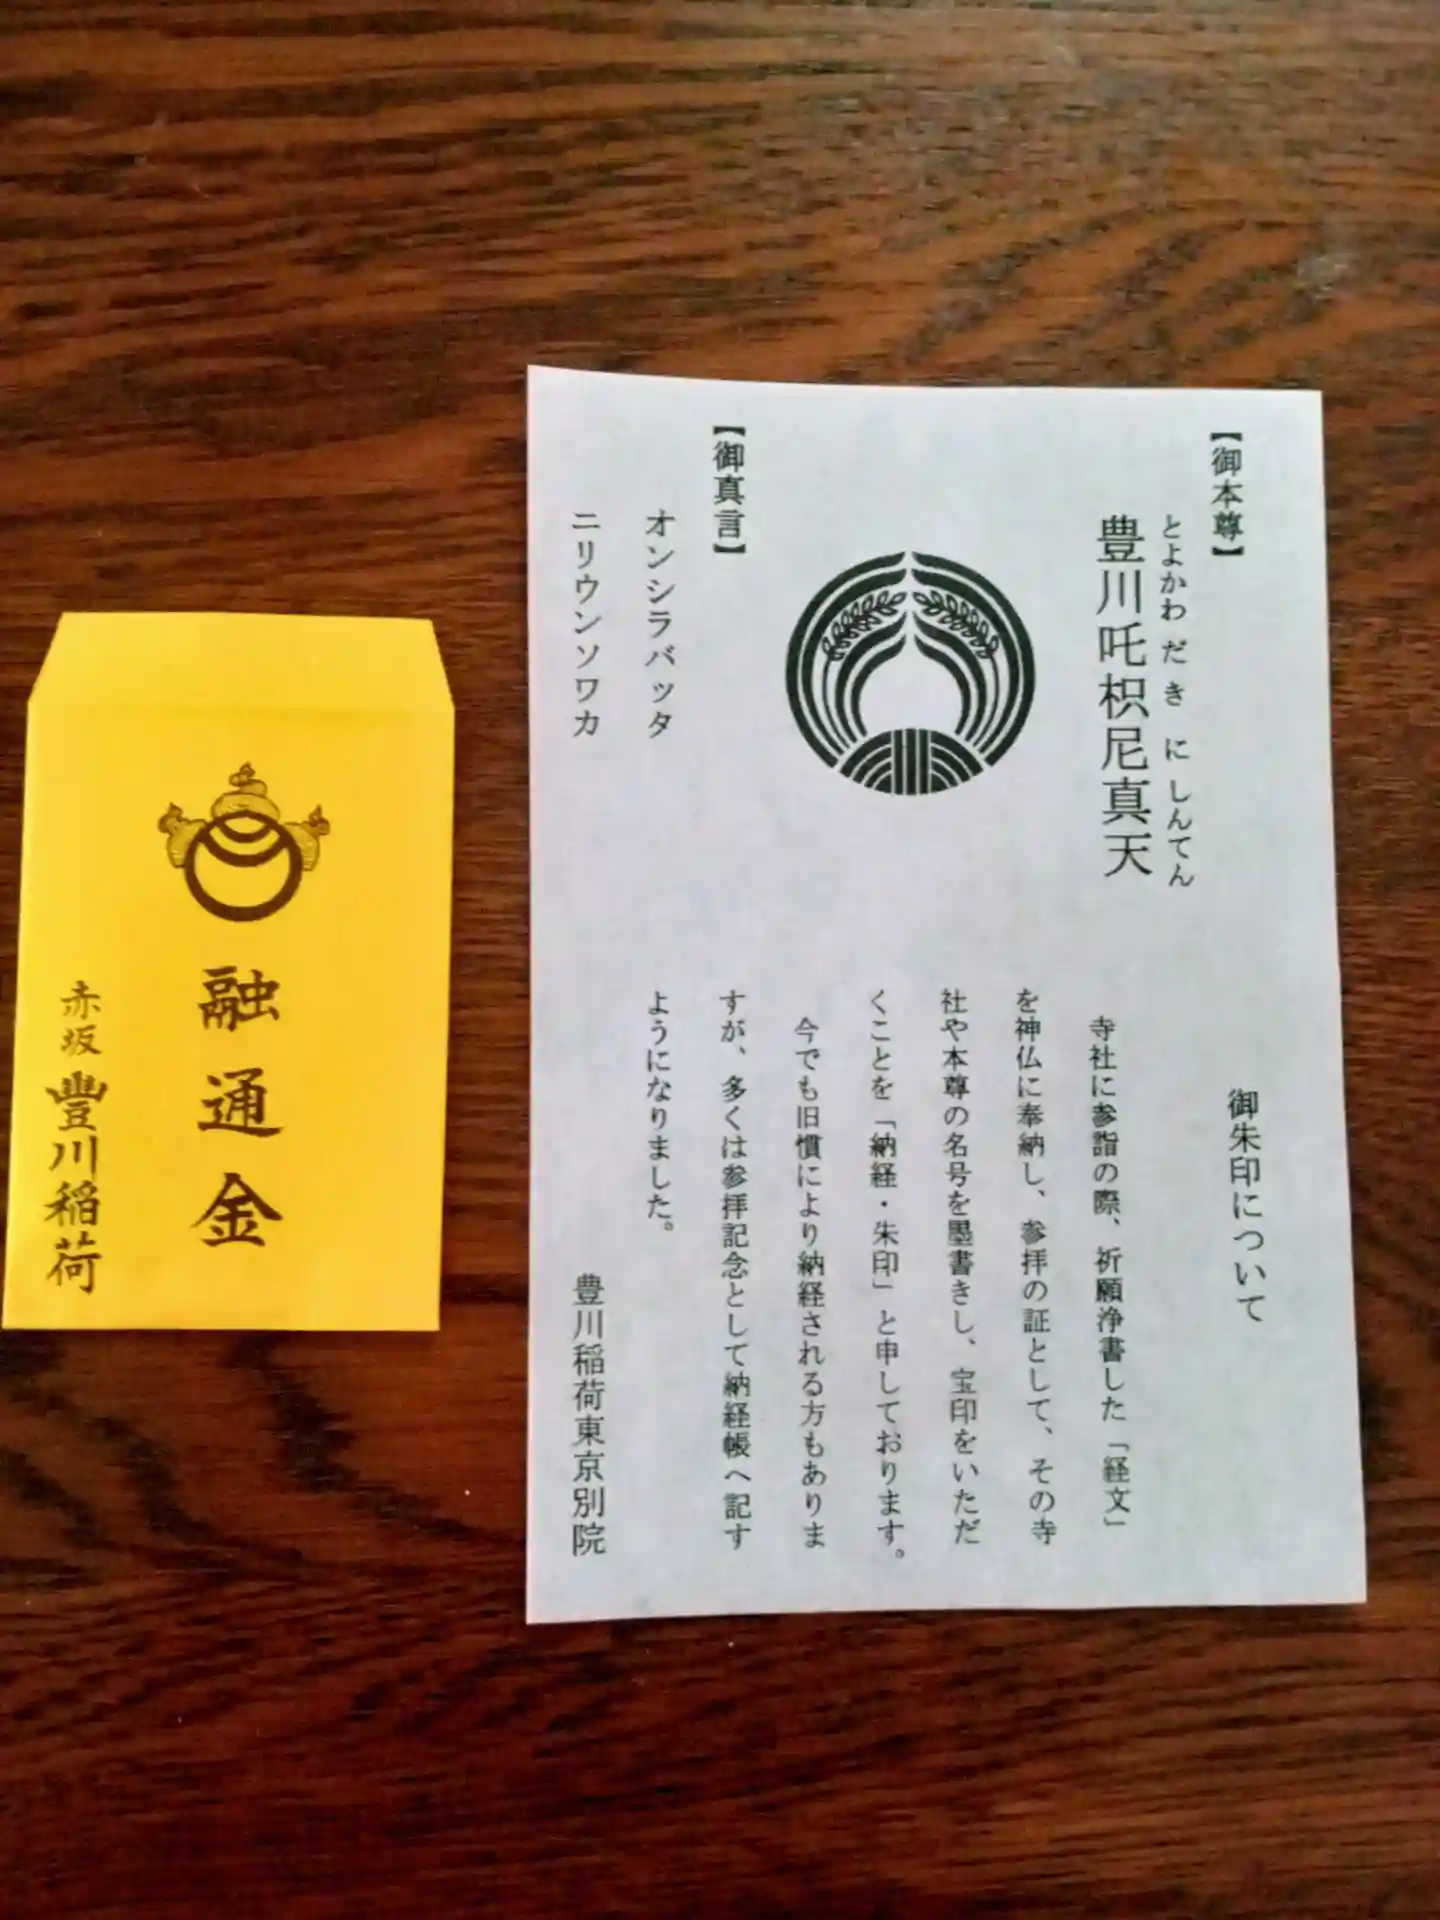 【御本尊】
とよかわ だ き に しんてん
豊川吒枳尼真天
【御真言】
オンシラバッタ
ニリウンソワカ
御朱印について
寺社に参詣の際、祈願浄書した「経文」
を神仏に奉納し、参拝の証として、その寺
社や本尊の名号を墨書きし、宝印をいただ
くことを「納経・朱印」と申しております。
今でも旧慣により納経される方もありま
すが、多くは参拝記念として納経帳へ記す
ようになりました。
豊川稲荷東京別院
融通金
赤坂 豐川稲荷